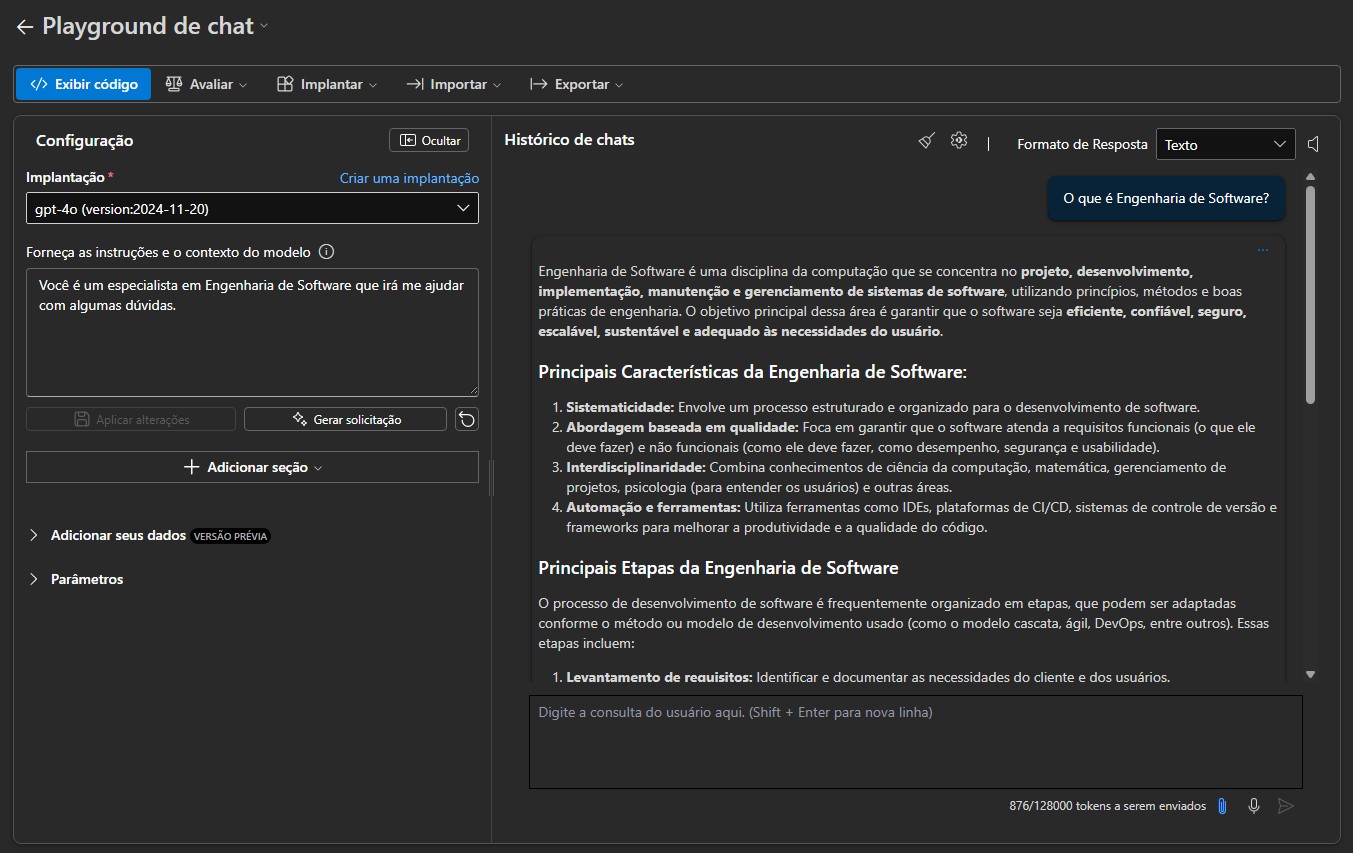 Playground de chat
Exibir código
Avaliar
Implantar
Importar
Exportar
Configuração
Ocultar
Implantação *
Criar uma implantação
gpt-4o (version:2024-11-20)
Forneça as instruções e o contexto do modelo
Você é um especialista em Engenharia de Software que irá me ajudar
com algumas dúvidas.
Aplicar alterações
Gerar solicitação
Adicionar seção
Adicionar seus dados VERSÃO PRÉVIA
Parâmetros
Histórico de chats
Formato de Resposta
Texto
O que é Engenharia de Software?
Engenharia de Software é uma disciplina da computação que se concentra no projeto, desenvolvimento,
implementação, manutenção e gerenciamento de sistemas de software, utilizando princípios, métodos e boas
práticas de engenharia. O objetivo principal dessa área é garantir que o software seja eficiente, confiável, seguro,
escalável, sustentável e adequado às necessidades do usuário.
Principais Características da Engenharia de Software:
1. Sistematicidade: Envolve um processo estruturado e organizado para o desenvolvimento de software.
2. Abordagem baseada em qualidade: Foca em garantir que o software atenda a requisitos funcionais (o que ele
deve fazer) e não funcionais (como ele deve fazer, como desempenho, segurança e usabilidade).
3. Interdisciplinaridade: Combina conhecimentos de ciência da computação, matemática, gerenciamento de
projetos, psicologia (para entender os usuários) e outras áreas.
4. Automação e ferramentas: Utiliza ferramentas como IDEs, plataformas de CI/CD, sistemas de controle de versão e
frameworks para melhorar a produtividade e a qualidade do código.
Principais Etapas da Engenharia de Software
O processo de desenvolvimento de software é frequentemente organizado em etapas, que podem ser adaptadas
conforme o método ou modelo de desenvolvimento usado (como o modelo cascata, ágil, DevOps, entre outros). Essas
etapas incluem:
1. Levantamento de requisitos: Identificar e documentar as necessidades do cliente e dos usuários.
Digite a consulta do usuário aqui. (Shift + Enter para nova linha)
876/128000 tokens a serem enviados